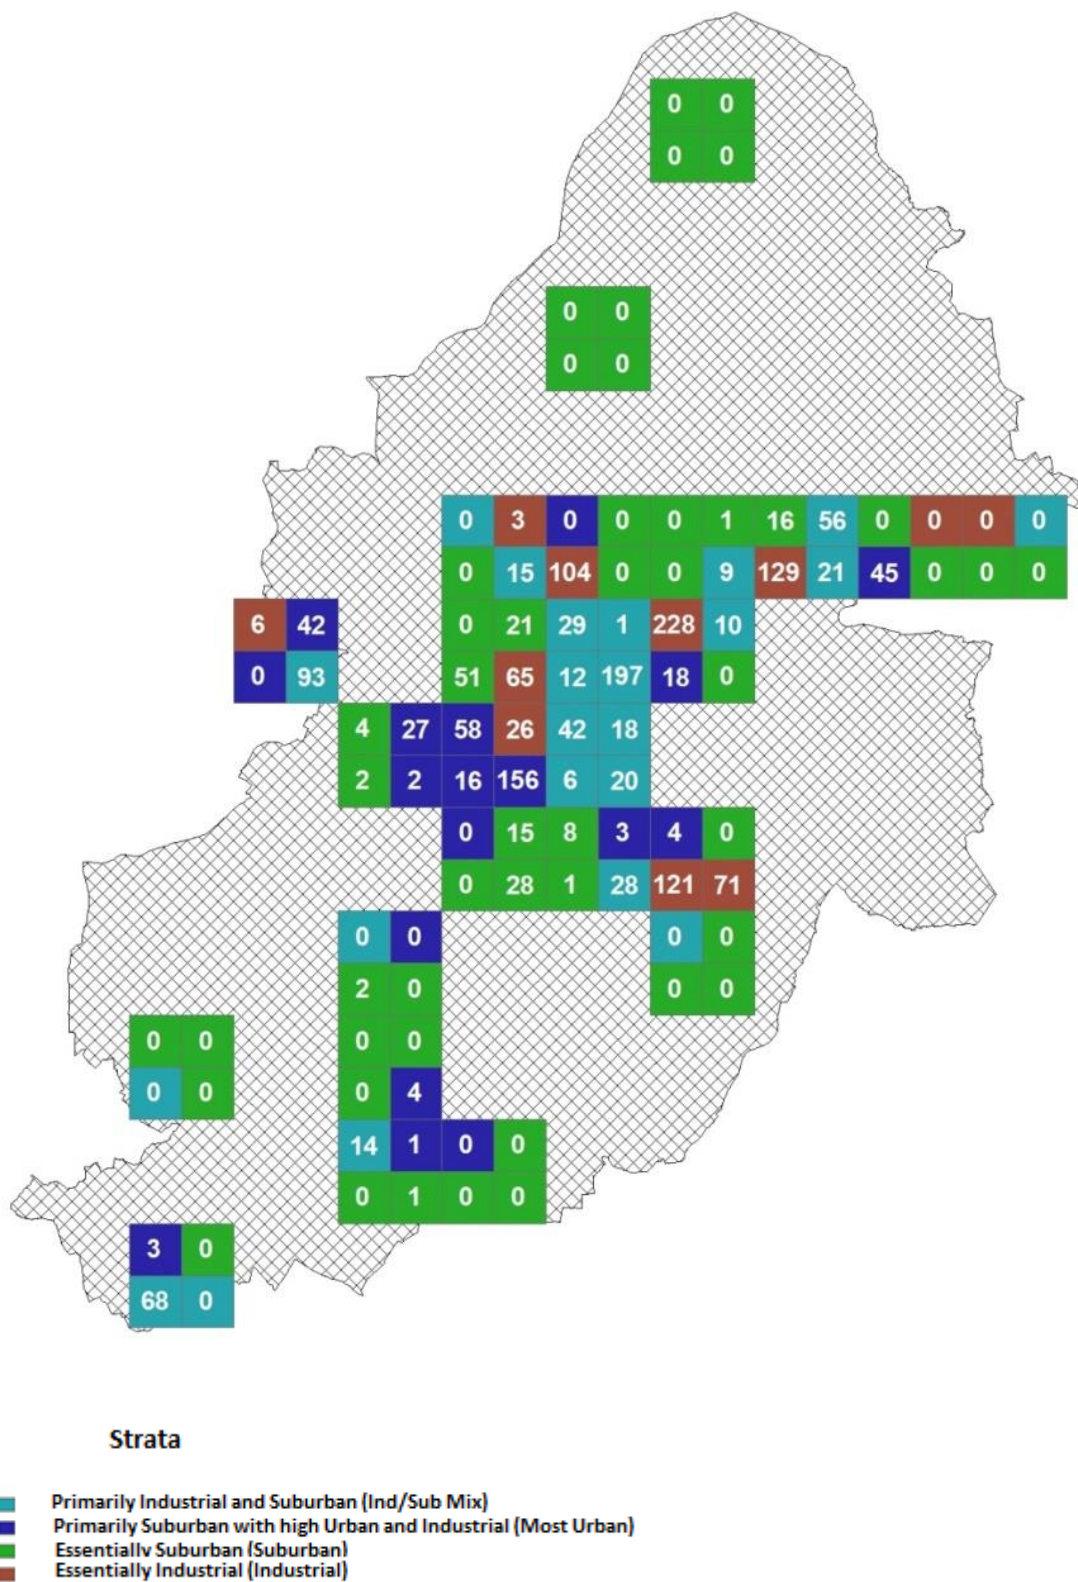 0 0
0 0
0 0
0 0
0 3 0 0 0 1 16 56 0 0 0 0
0 15 104 0 0 9 129 21 45 0 0 0
6 42 0 21 29 1 228 10
0 93 51 65 12 197 18 0
4 27 58 26 42 18
2 2 16 156 6 20
0 15 8 3 4 0
0 28 1 28 121 71
0 0 0 0
2 0 0 0
0 0 0 0
0 0 0 4
14 1 0 0
0 1 0 0
3 0
68 0
Strata
Primarily Industrial and Suburban (Ind/Sub Mix)
Primarily Suburban with high Urban and Industrial (Most Urban)
Essentially Suburban (Suburban)
Essentially Industrial (Industrial)